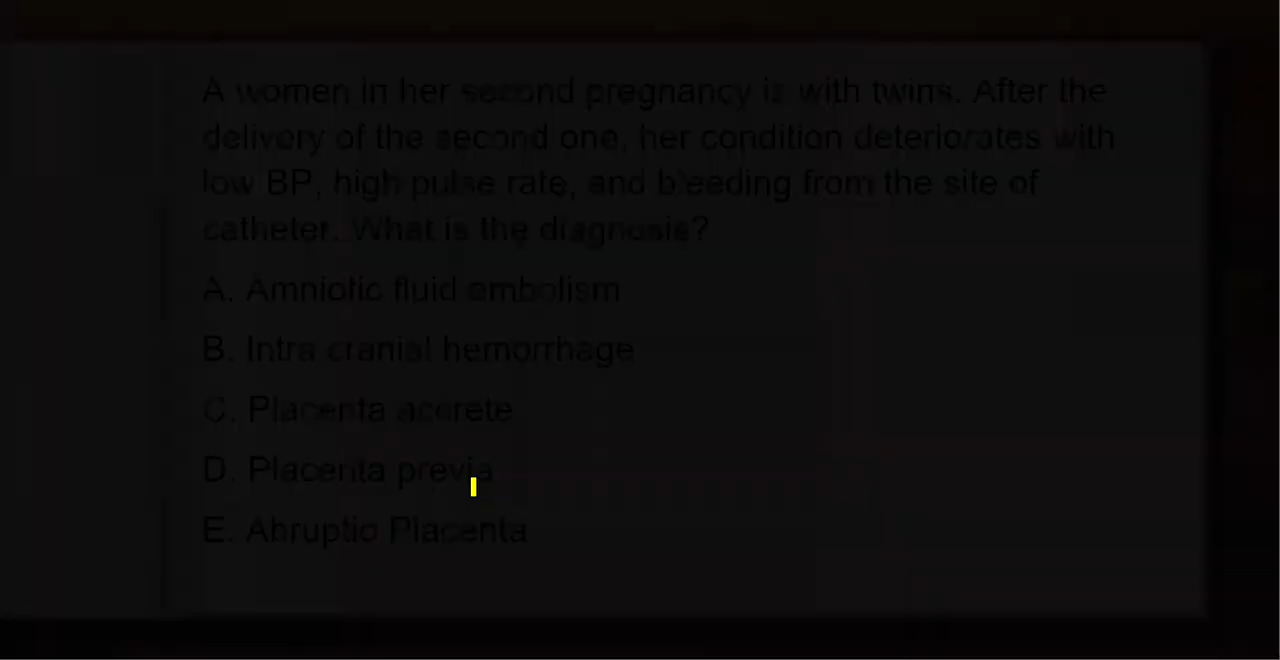 A women in her second pregnancy is with twins. After the
delivery of the second one, her condition deteriorates with
low BP, high pulse rate, and bleeding from the site of
catheter. What is the diagnosis?
A. Amniotic fluid embolism
B. Intra cranial hemorrhage
C. Placenta accrete
D. Placenta previa
E. Abruptio Placenta